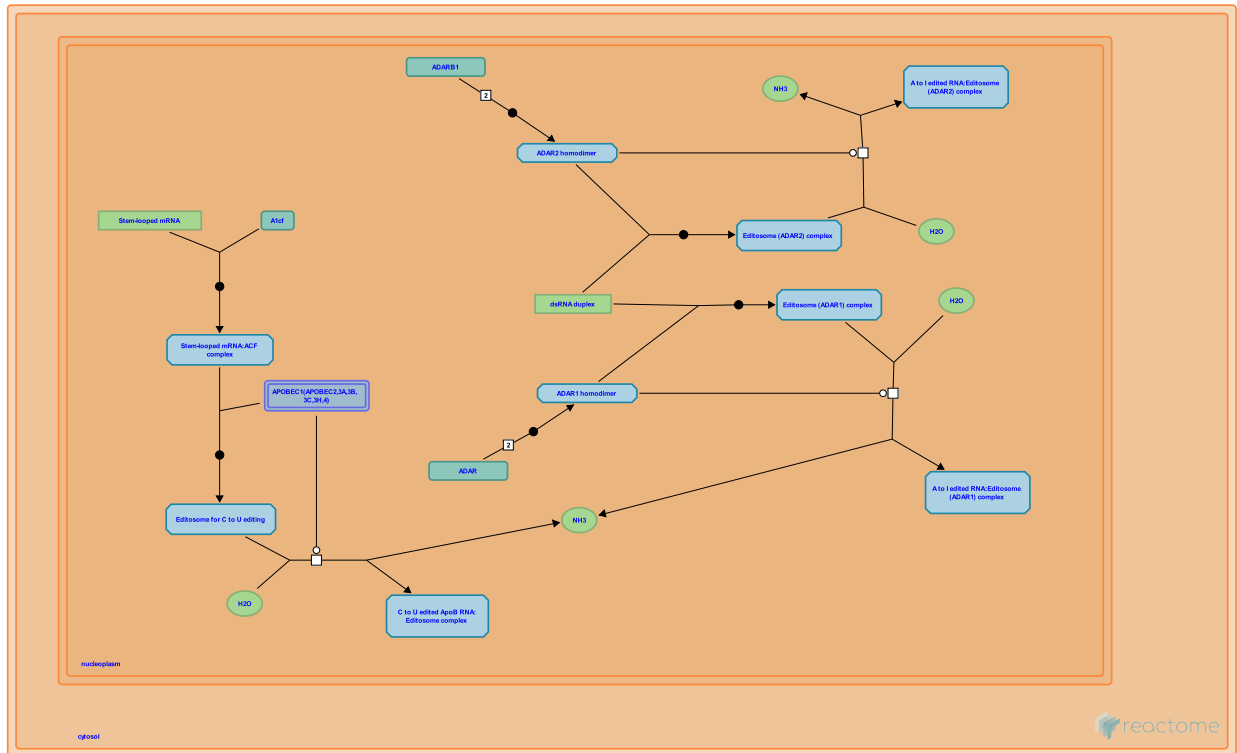 ADARB1
2
NH3
A to I edited RNA:Editosome
(ADAR2) complex
ADAR2 homodimer
Stem-looped mRNA
A1cf
Editosome (ADAR2) complex
H2O
dsRNA duplex
Editosome (ADAR1) complex
H2O
Stem-looped mRNA:ACF
complex
APOBEC1(APOBEC2,3A,3B,
3C,3H,4)
ADAR1 homodimer
2
ADAR
A to I edited RNA:Editosome
(ADAR1) complex
Editosome for C to U editing
NH3
H2O
C to U edited ApoB RNA:
Editosome complex
nucleoplasm
cytosol
reactome